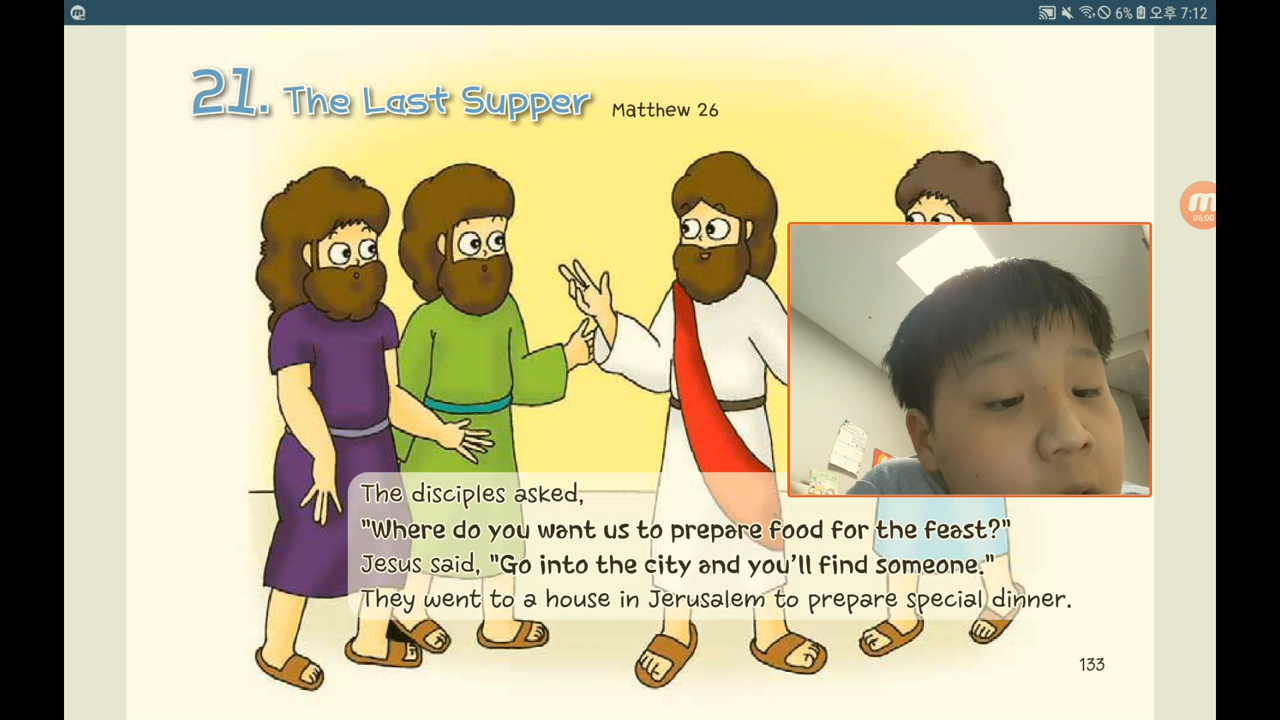 6% 오후 7:12
21. The Last Supper Matthew 26
06:00
The disciples asked,
"Where do you want us to prepare food for the feast?"
Jesus said, "Go into the city and you'll find someone."
They went to a house in Jerusalem to prepare special dinner.
133